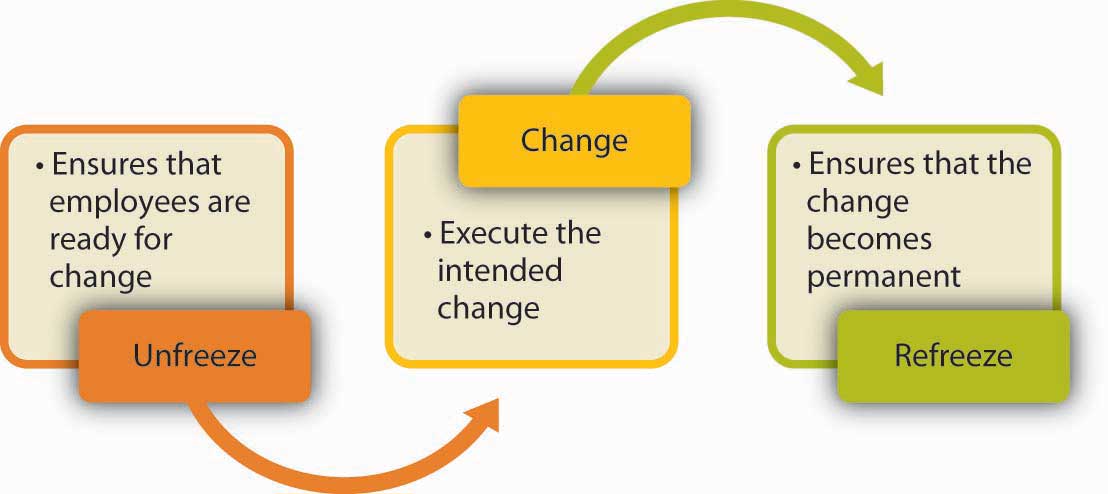 • Ensures that
employees are
ready for
change
Unfreeze
Change
• Execute the
intended
change
• Ensures that the
change
becomes
permanent
Refreeze